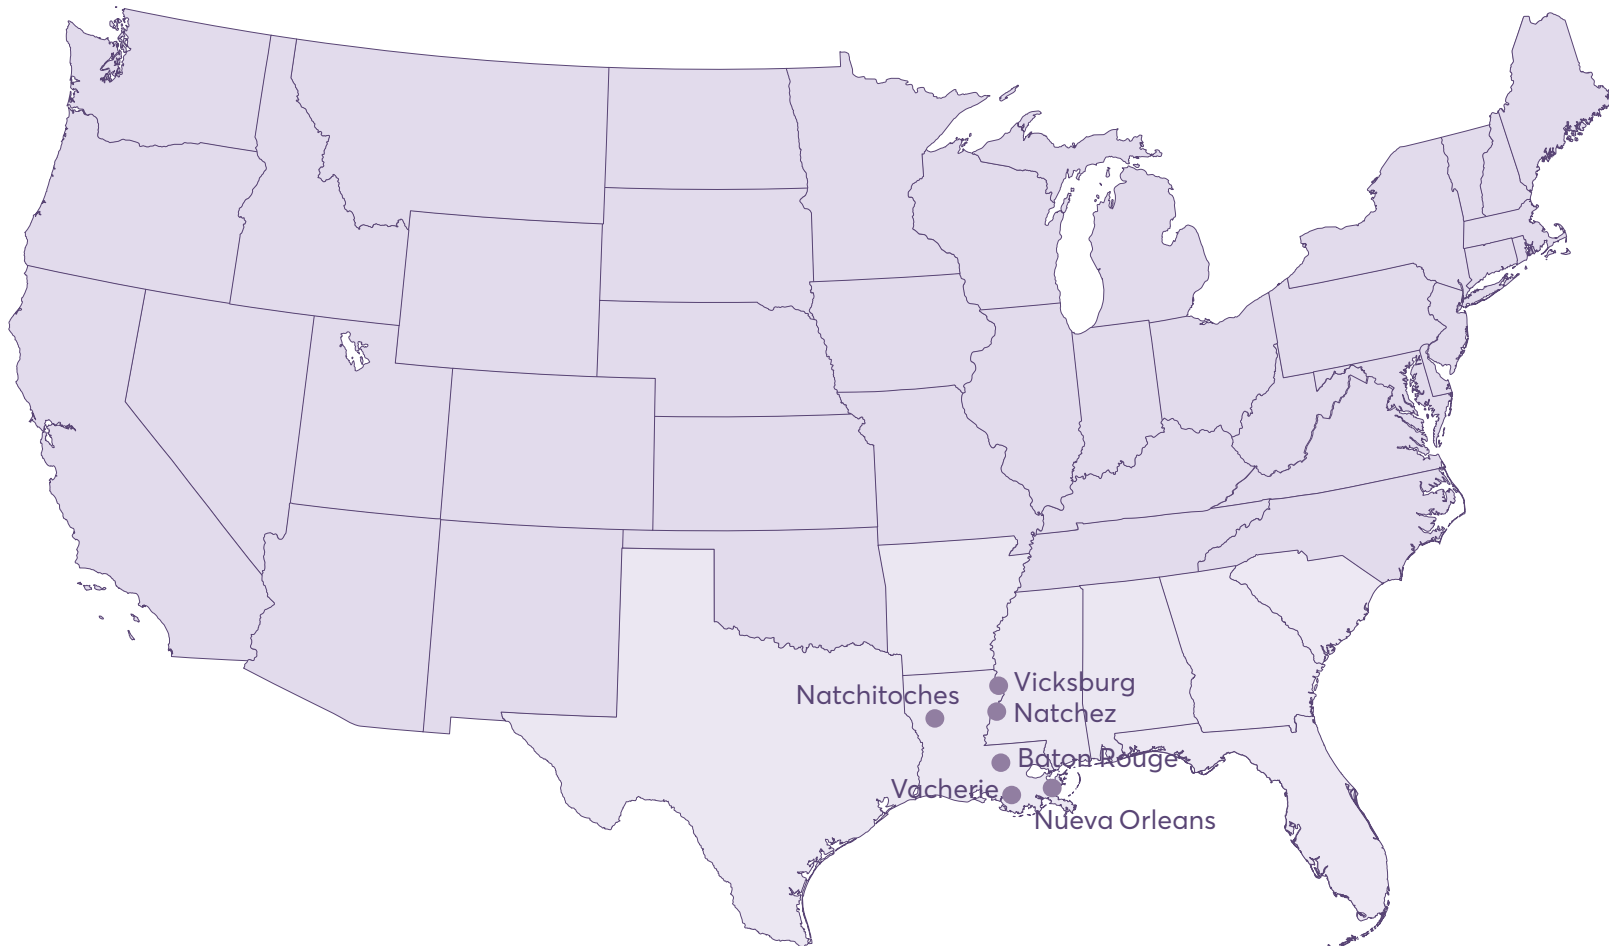 Vicksburg
Natchitoches
Natchez
Baton Rouge
Vacherie
Nueva Orleans